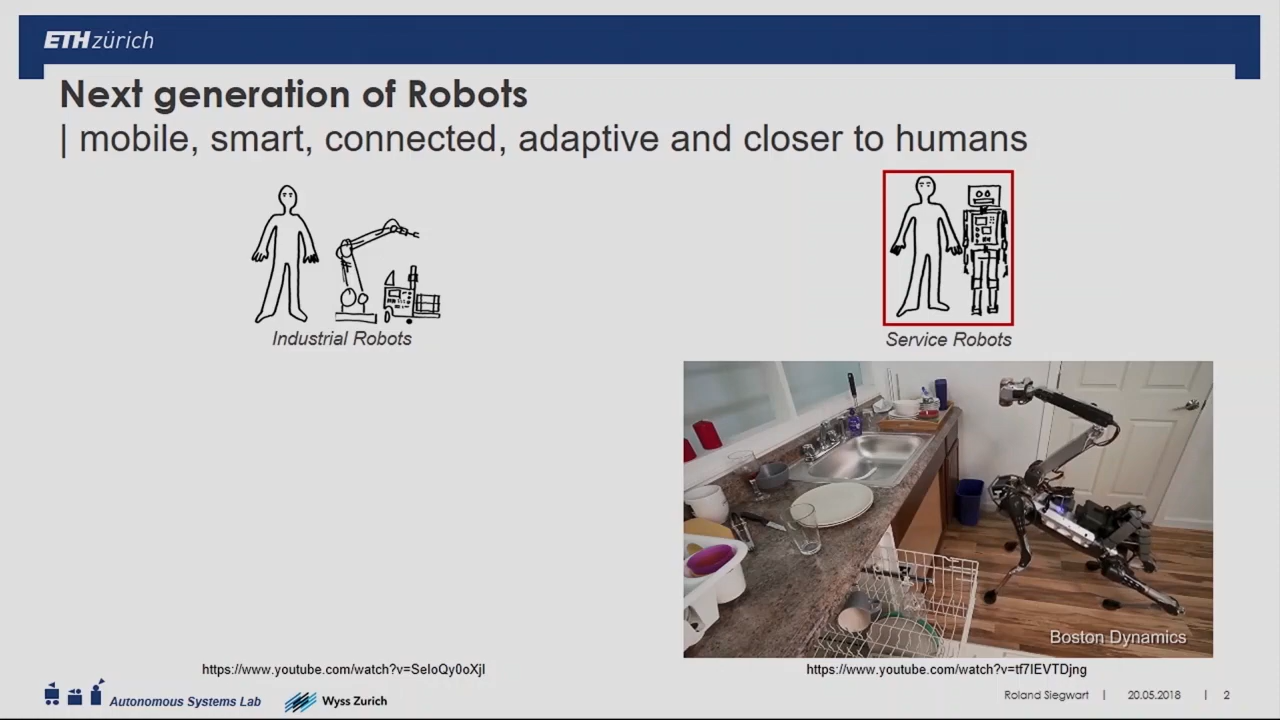 ETH zürich
Next generation of Robots
| mobile, smart, connected, adaptive and closer to humans
Industrial Robots
Service Robots
Boston Dynamics
https://www.youtube.com/watch?v=SeloQy0oXjI
https://www.youtube.com/watch?v=tf7IEVTDjng
Autonomous Systems Lab
Wyss Zurich
Roland Siegwart | 20.05.2018 | 2